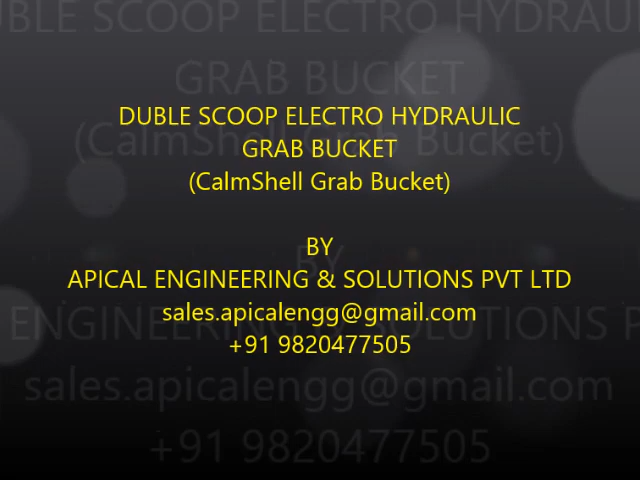 DUBLE SCOOP ELECTRO HYDRAULIC
GRAB BUCKET
(CalmShell Grab Bucket)
BY
APICAL ENGINEERING & SOLUTIONS PVT LTD
sales.apicalengg@gmail.com
+91 9820477505